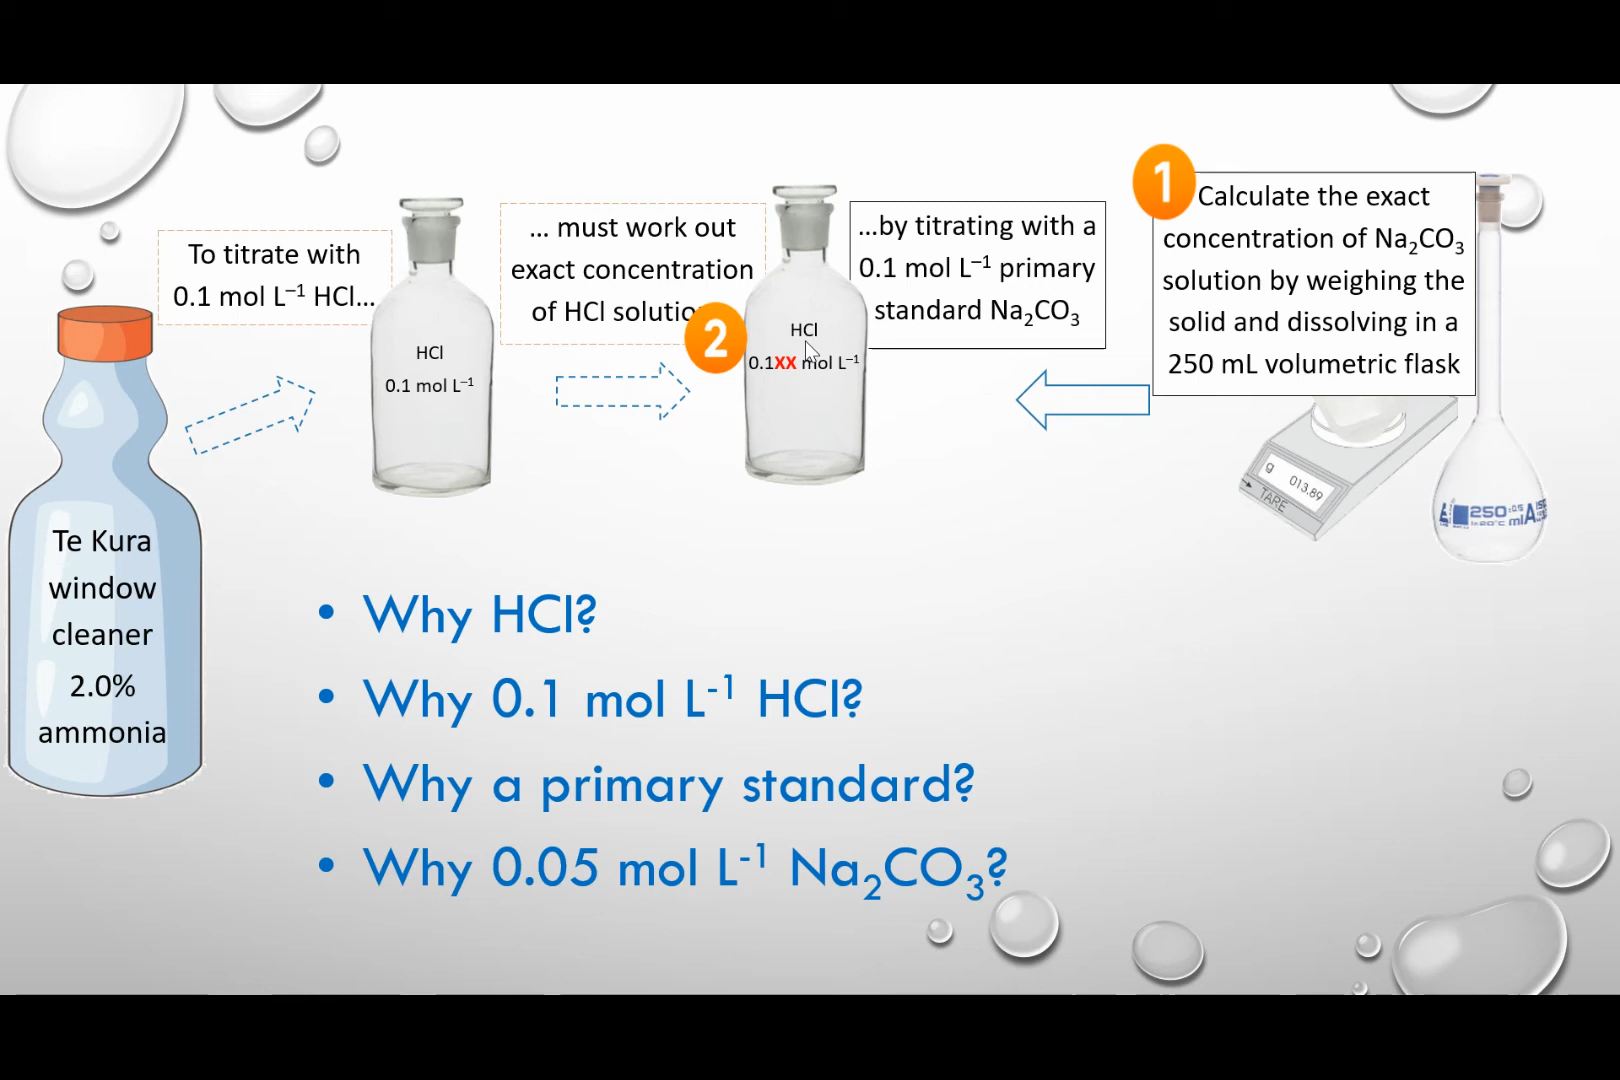 To titrate with
0.1 mol L⁻¹ HCl...
HCl
0.1 mol L⁻¹
... must work out
exact concentration
of HCl solutio
2
HCl
0.1XX mol L⁻¹
...by titrating with a
0.1 mol L⁻¹ primary
standard Na₂CO₃
1
Calculate the exact
concentration of Na₂CO₃
solution by weighing the
solid and dissolving in a
250 mL volumetric flask
g 013.89
TARE
250
Te Kura
window
cleaner
2.0%
ammonia
• Why HCl?
• Why 0.1 mol L⁻¹ HCl?
• Why a primary standard?
• Why 0.05 mol L⁻¹ Na₂CO₃?